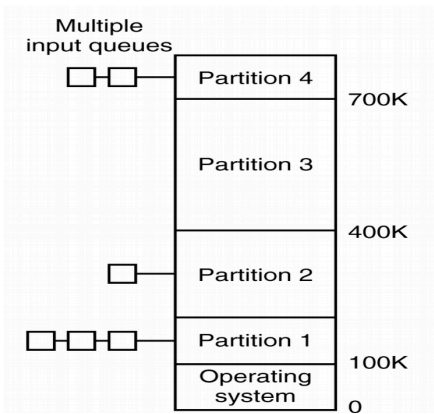 Multiple
input queues
Partition 4
700K
Partition 3
400K
Partition 2
Partition 1
100K
Operating
system
0